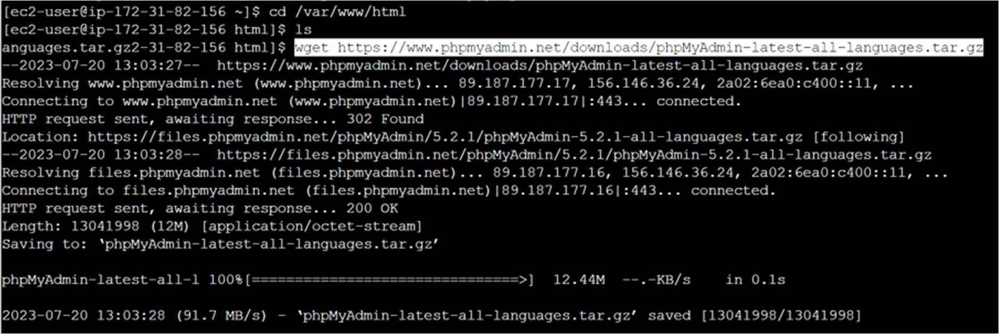 [ec2-user@ip-172-31-82-156 ~]$ cd /var/www/html
[ec2-user@ip-172-31-82-156 html]$ ls
anguages.tar.gz2-31-82-156 html]$ wget https://www.phpmyadmin.net/downloads/phpMyAdmin-latest-all-languages.tar.gz
--2023-07-20 13:03:27--  https://www.phpmyadmin.net/downloads/phpMyAdmin-latest-all-languages.tar.gz
Resolving www.phpmyadmin.net (www.phpmyadmin.net)... 89.187.177.17, 156.146.36.24, 2a02:6ea0:c400::11, ...
Connecting to www.phpmyadmin.net (www.phpmyadmin.net)|89.187.177.17|:443... connected.
HTTP request sent, awaiting response... 302 Found
Location: https://files.phpmyadmin.net/phpMyAdmin/5.2.1/phpMyAdmin-5.2.1-all-languages.tar.gz [following]
--2023-07-20 13:03:28--  https://files.phpmyadmin.net/phpMyAdmin/5.2.1/phpMyAdmin-5.2.1-all-languages.tar.gz
Resolving files.phpmyadmin.net (files.phpmyadmin.net)... 89.187.177.16, 156.146.36.24, 2a02:6ea0:c400::11, ...
Connecting to files.phpmyadmin.net (files.phpmyadmin.net)|89.187.177.16|:443... connected.
HTTP request sent, awaiting response... 200 OK
Length: 13041998 (12M) [application/octet-stream]
Saving to: ‘phpMyAdmin-latest-all-languages.tar.gz’
phpMyAdmin-latest-all-l 100%[===============================>]  12.44M  --.-KB/s    in 0.1s
2023-07-20 13:03:28 (91.7 MB/s) - ‘phpMyAdmin-latest-all-languages.tar.gz’ saved [13041998/13041998]